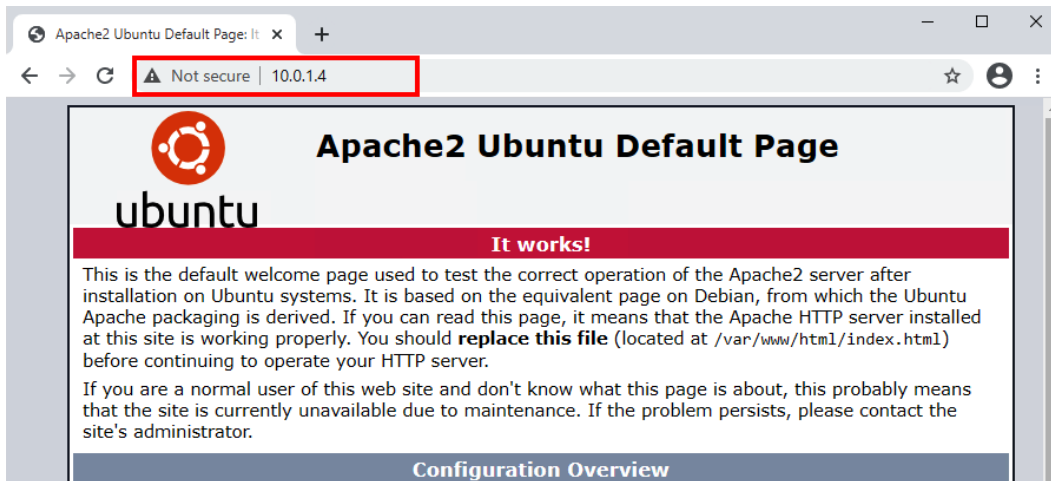 Apache2 Ubuntu Default Page: It
Not secure | 10.0.1.4
Apache2 Ubuntu Default Page
ubuntu
It works!
This is the default welcome page used to test the correct operation of the Apache2 server after
installation on Ubuntu systems. It is based on the equivalent page on Debian, from which the Ubuntu
Apache packaging is derived. If you can read this page, it means that the Apache HTTP server installed
at this site is working properly. You should replace this file (located at /var/www/html/index.html)
before continuing to operate your HTTP server.
If you are a normal user of this web site and don't know what this page is about, this probably means
that the site is currently unavailable due to maintenance. If the problem persists, please contact the
site's administrator.
Configuration Overview